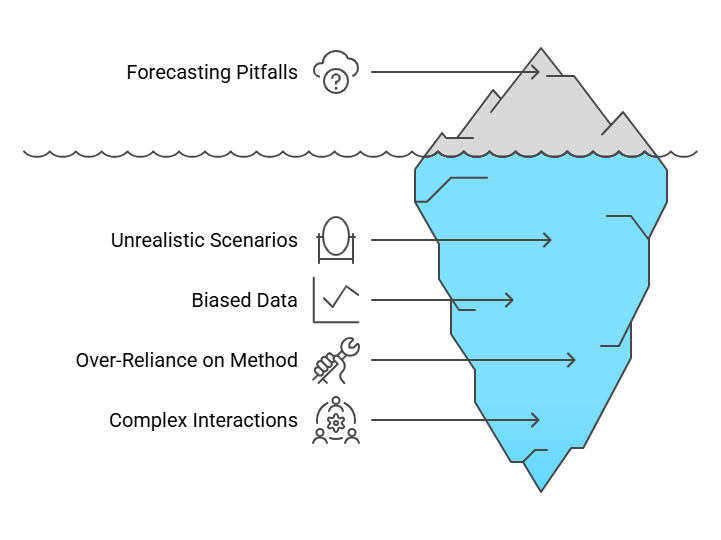 Forecasting Pitfalls
?
Unrealistic Scenarios
Biased Data
Over-Reliance on Method
Complex Interactions